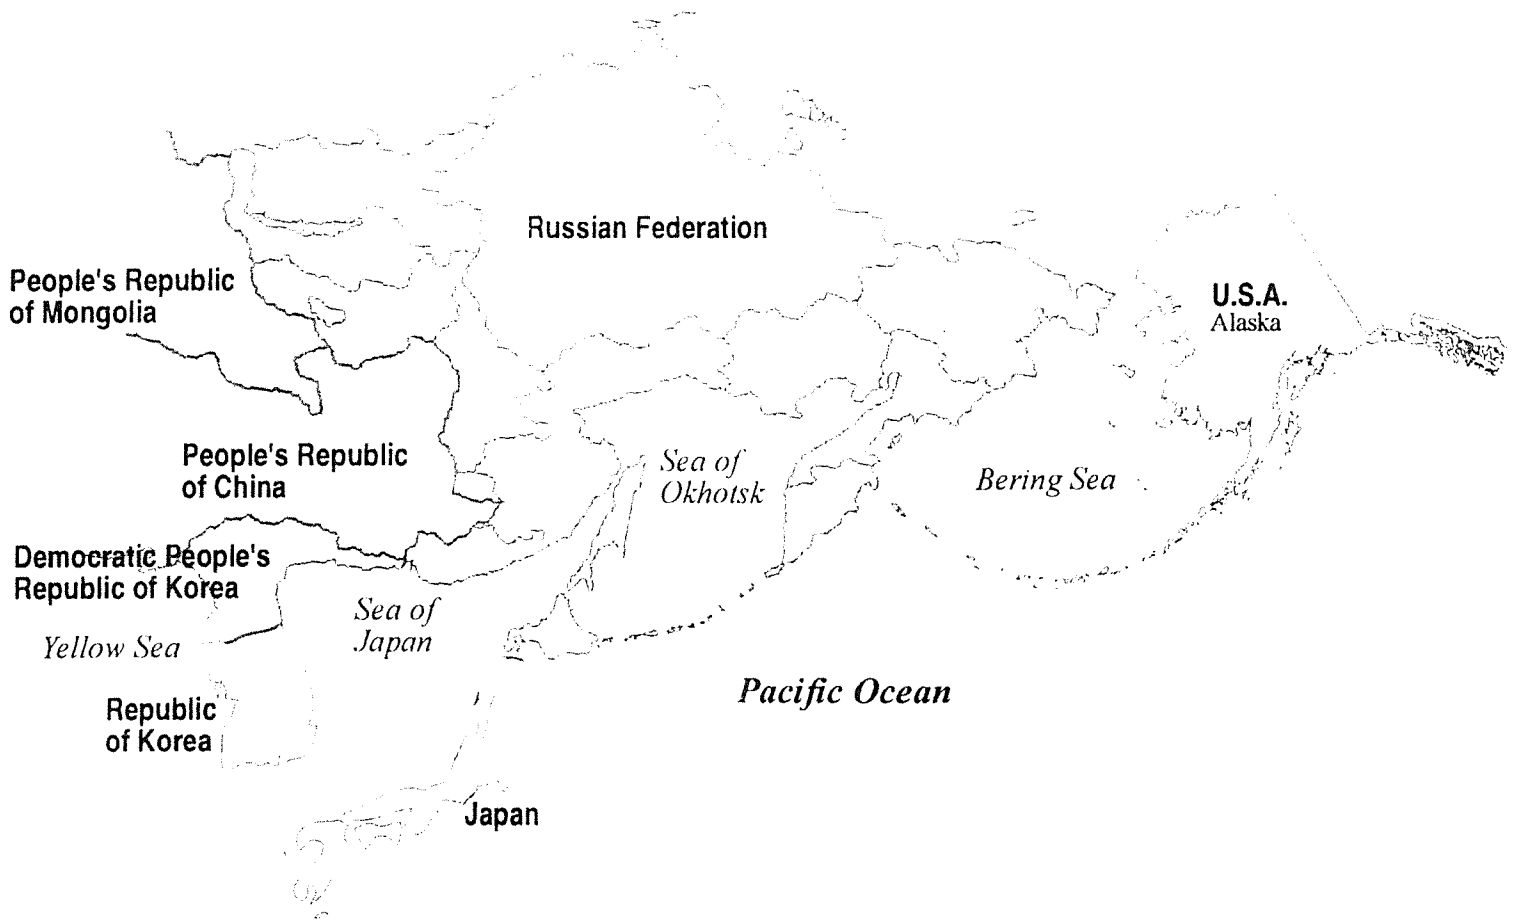 Russian Federation
People's Republic
of Mongolia
U.S.A.
Alaska
People's Republic
of China
Sea of
Okhotsk
Bering Sea
Democratic People's
Republic of Korea
Sea of
Japan
Yellow Sea
Pacific Ocean
Republic
of Korea
Japan